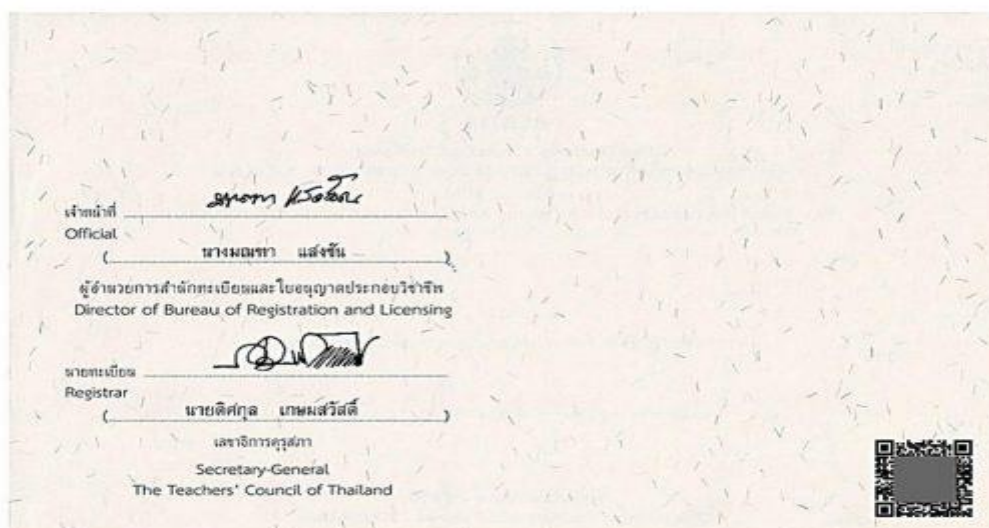 เจ้าหน้าที่
Official
( นางมณฑา แสงขัน )
ผู้อำนวยการสำนักทะเบียนและใบอนุญาตประกอบวิชาชีพ
Director of Bureau of Registration and Licensing
นายทะเบียน
Registrar
( นายดิศกุล เกษมสวัสดิ์ )
เลขาธิการคุรุสภา
Secretary-General
The Teachers' Council of Thailand